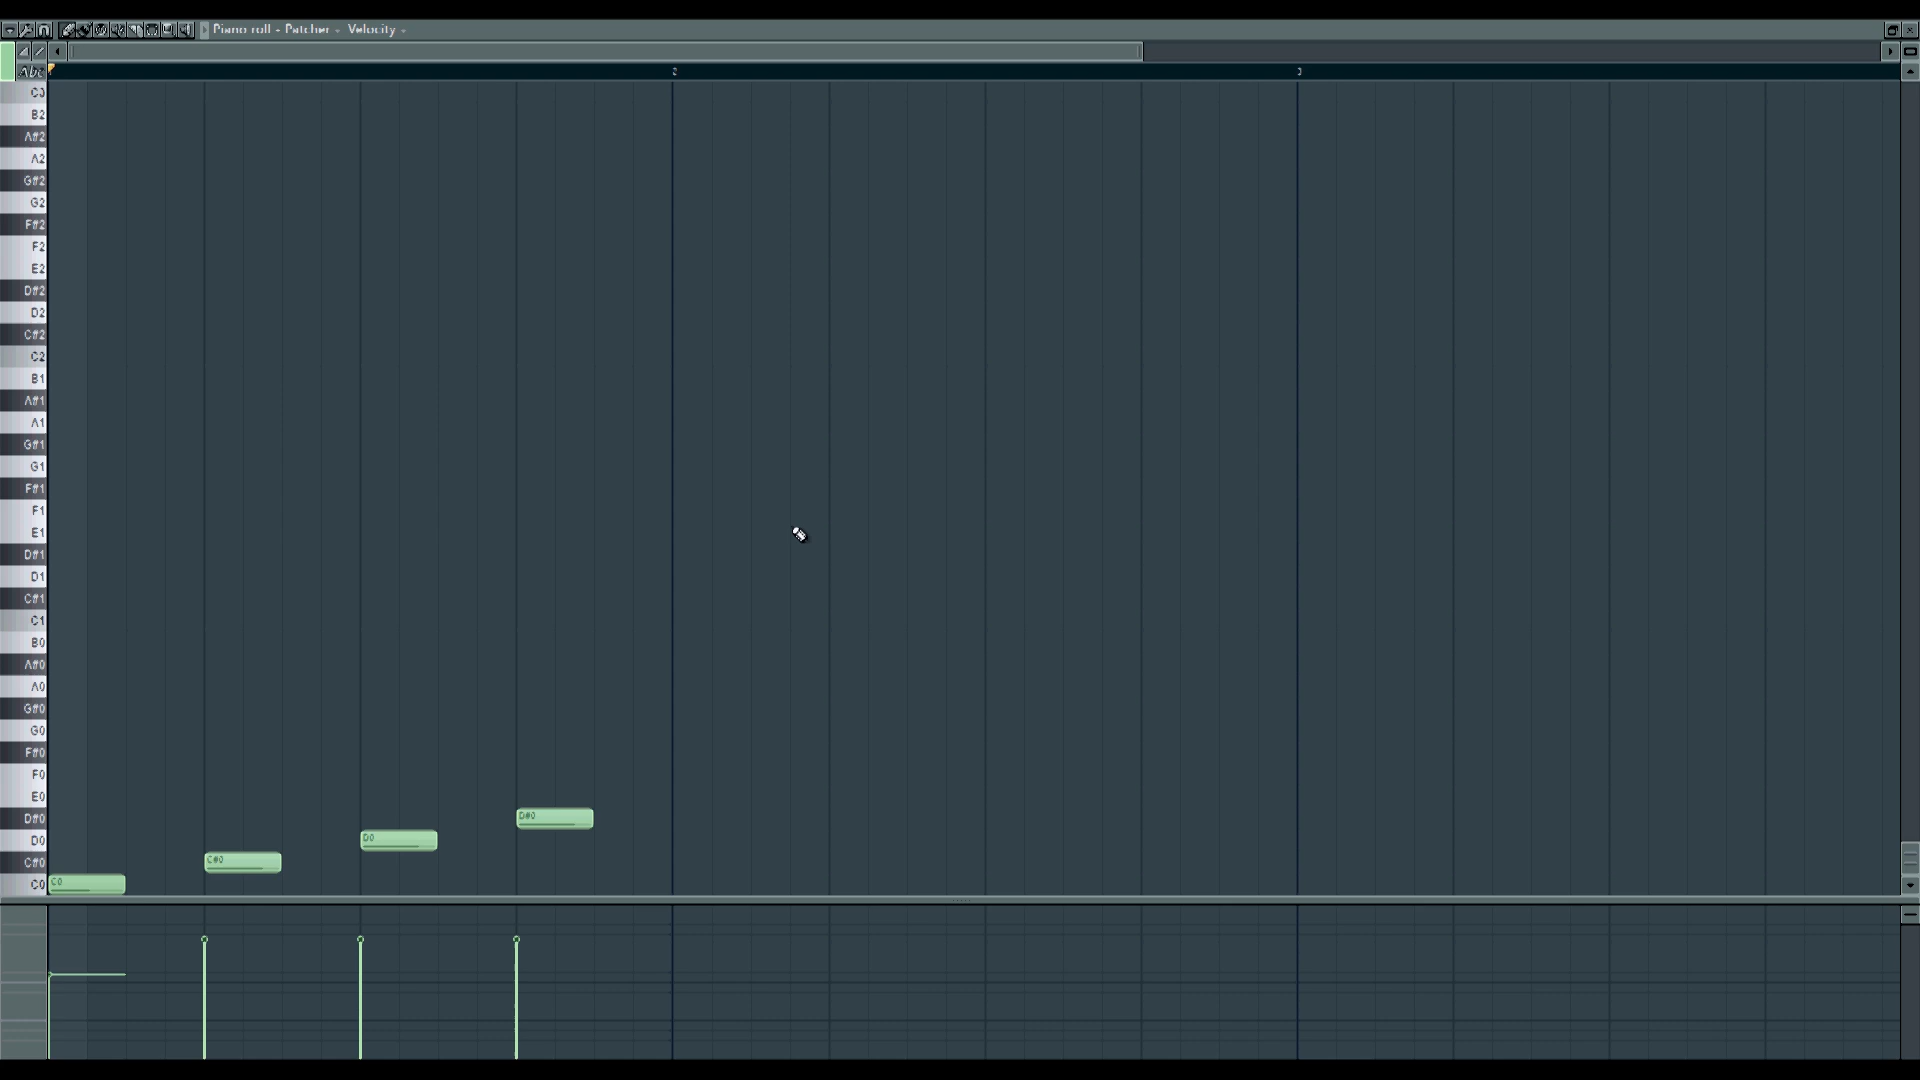 Piano roll - Patcher - Velocity -
Abc
2
3
C3
B2
A#2
A2
G#2
G2
F#2
F2
E2
D#2
D2
C#2
C2
B1
A#1
A1
G#1
G1
F#1
F1
E1
D#1
D1
C#1
C1
B0
A#0
A0
G#0
G0
F#0
F0
E0
D#0 D#0
D0 D0
C#0 C#0
C0 C0